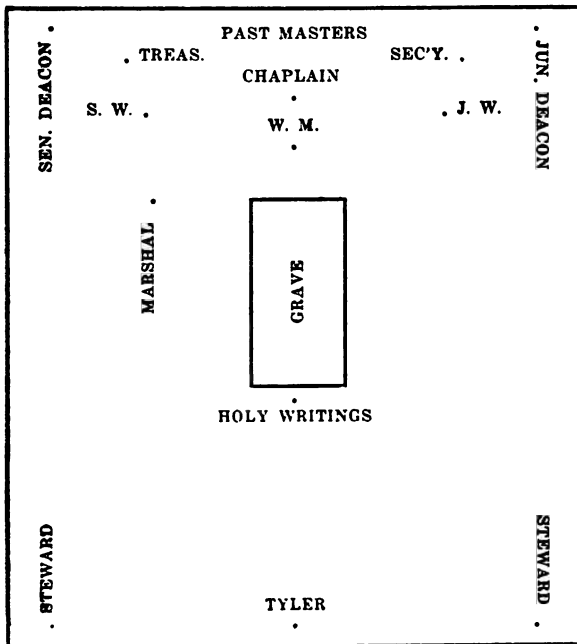 PAST MASTERS
TREAS.
SEC'Y.
CHAPLAIN
SEN. DEACON
JUN. DEACON
S. W.
J. W.
W. M.
MARSHAL
GRAVE
HOLY WRITINGS
STEWARD
STEWARD
TYLER